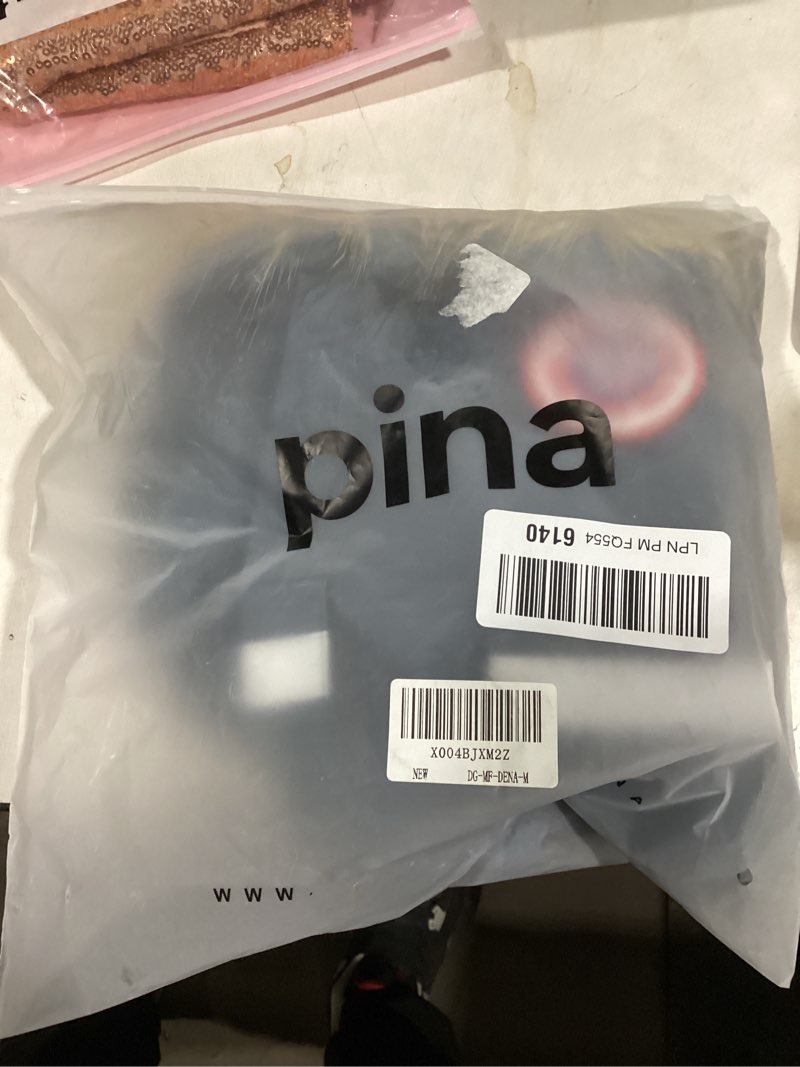 pina
LPN PM FQ554 6140
X004BJXM2Z
NEW DG-MF-DENA-M
WWW.